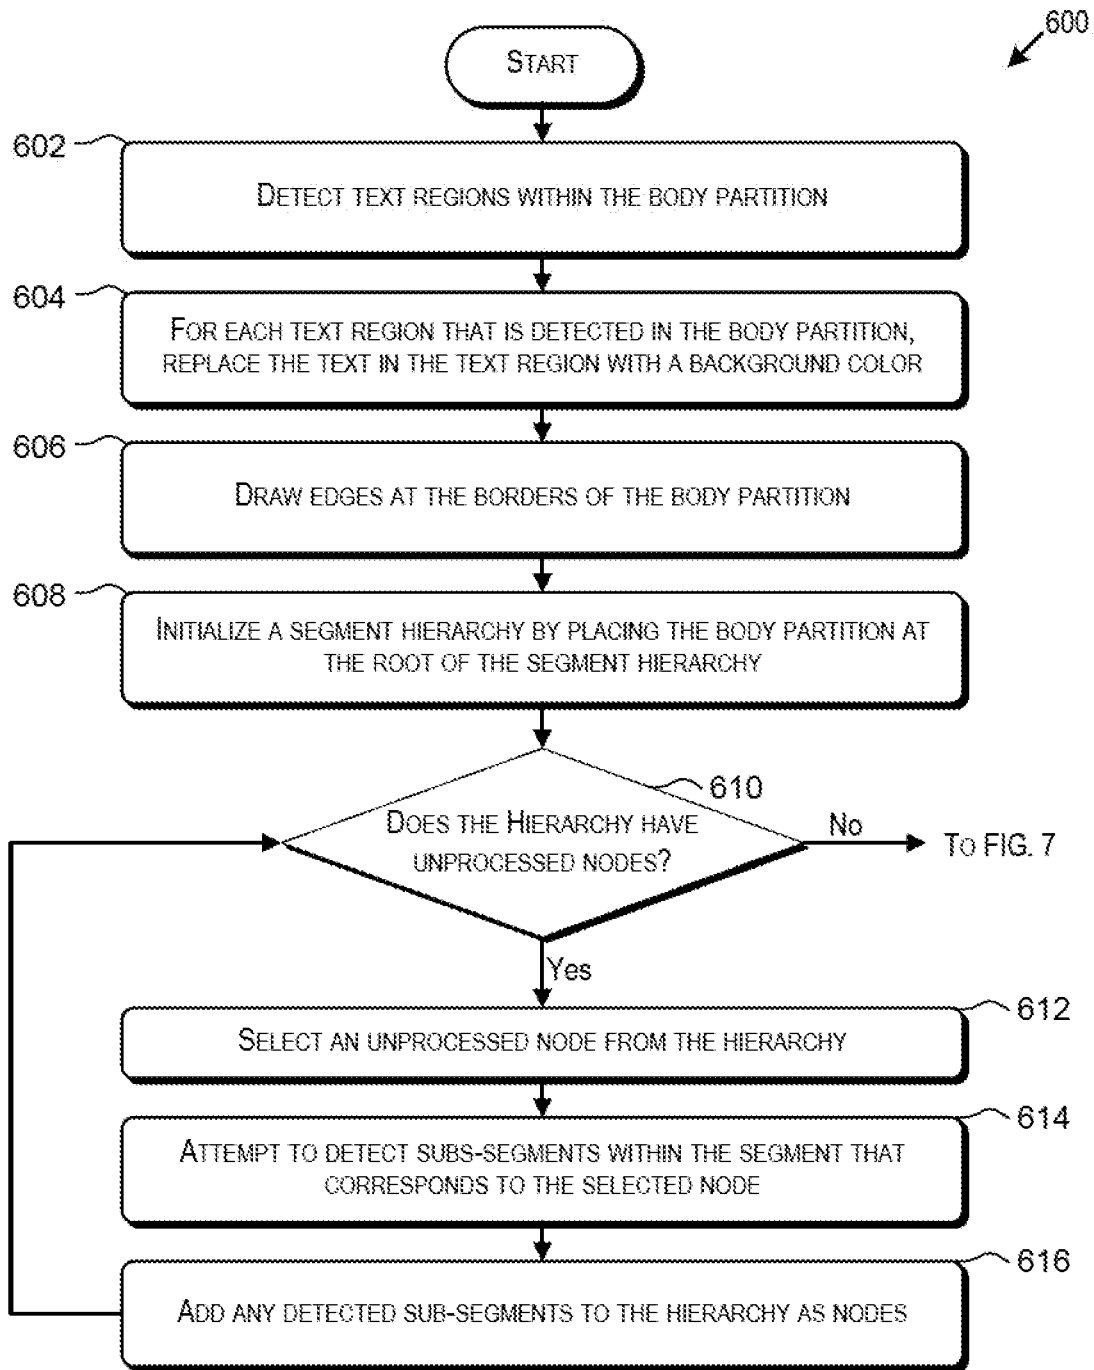 600
START
602
DETECT TEXT REGIONS WITHIN THE BODY PARTITION
604
FOR EACH TEXT REGION THAT IS DETECTED IN THE BODY PARTITION,
REPLACE THE TEXT IN THE TEXT REGION WITH A BACKGROUND COLOR
606
DRAW EDGES AT THE BORDERS OF THE BODY PARTITION
608
INITIALIZE A SEGMENT HIERARCHY BY PLACING THE BODY PARTITION AT
THE ROOT OF THE SEGMENT HIERARCHY
610
DOES THE HIERARCHY HAVE
UNPROCESSED NODES?
No
TO FIG. 7
Yes
612
SELECT AN UNPROCESSED NODE FROM THE HIERARCHY
614
ATTEMPT TO DETECT SUBS-SEGMENTS WITHIN THE SEGMENT THAT
CORRESPONDS TO THE SELECTED NODE
616
ADD ANY DETECTED SUB-SEGMENTS TO THE HIERARCHY AS NODES